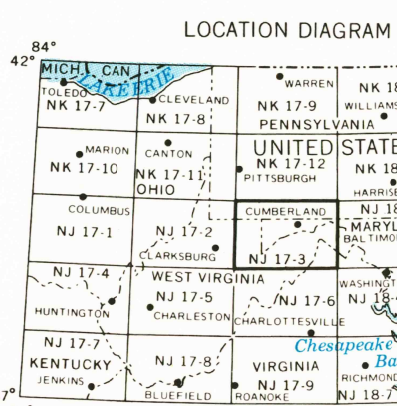 LOCATION DIAGRAM
84°
42°
MICH. CAN
LAKE ERIE
TOLEDO
NK 17-7
CLEVELAND
NK 17-8
WARREN
NK 17-9
NK 18
WILLIAMS
PENNSYLVANIA
MARION
NK 17-10
CANTON
NK 17-11
OHIO
UNITED STATE
NK 17-12
PITTSBURGH
NK 18
HARRISB
COLUMBUS
NJ 17-1
NJ 17-2
CLARKSBURG
CUMBERLAND
NJ 17-3
NJ 18
MARYL
BALTIMO
NJ 17-4
HUNTINGTON
WEST VIRGINIA
NJ 17-5
CHARLESTON
NJ 17-6
CHARLOTTESVILLE
WASHINGT
NJ 18-
NJ 17-7
KENTUCKY
JENKINS
NJ 17-8
BLUEFIELD
VIRGINIA
NJ 17-9
ROANOKE
Chesapeake
Ba
RICHMOND
NJ 18-7
7°